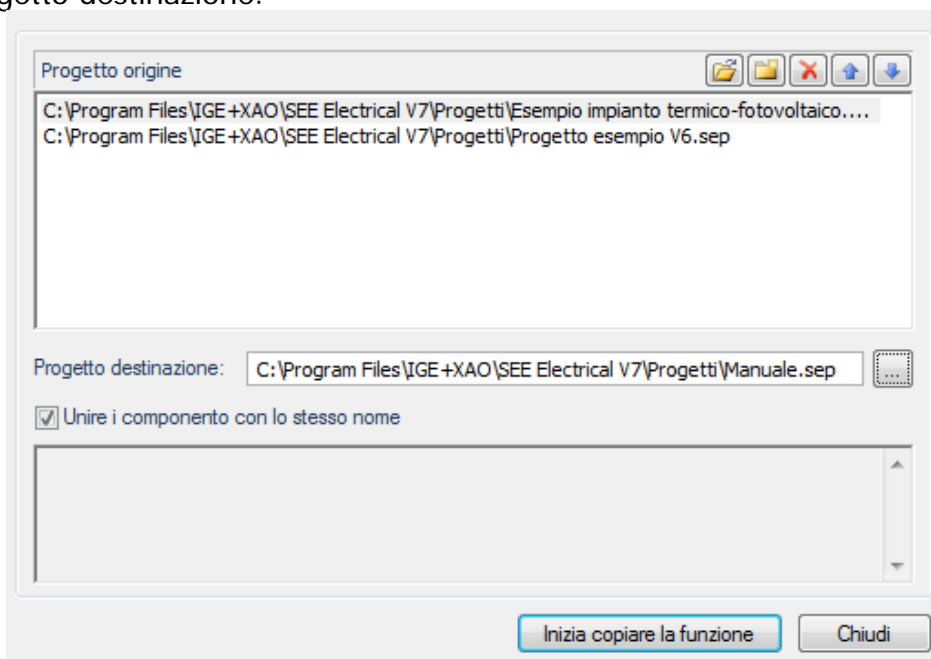 getto destinazione.
Progetto origine
C:\Program Files\IGE+XAO\SEE Electrical V7\Progetti\Esempio impianto termico-fotovoltaico....
C:\Program Files\IGE+XAO\SEE Electrical V7\Progetti\Progetto esempio V6.sep
Progetto destinazione: C:\Program Files\IGE+XAO\SEE Electrical V7\Progetti\Manuale.sep ...
Unire i componento con lo stesso nome
Inizia copiare la funzione Chiudi